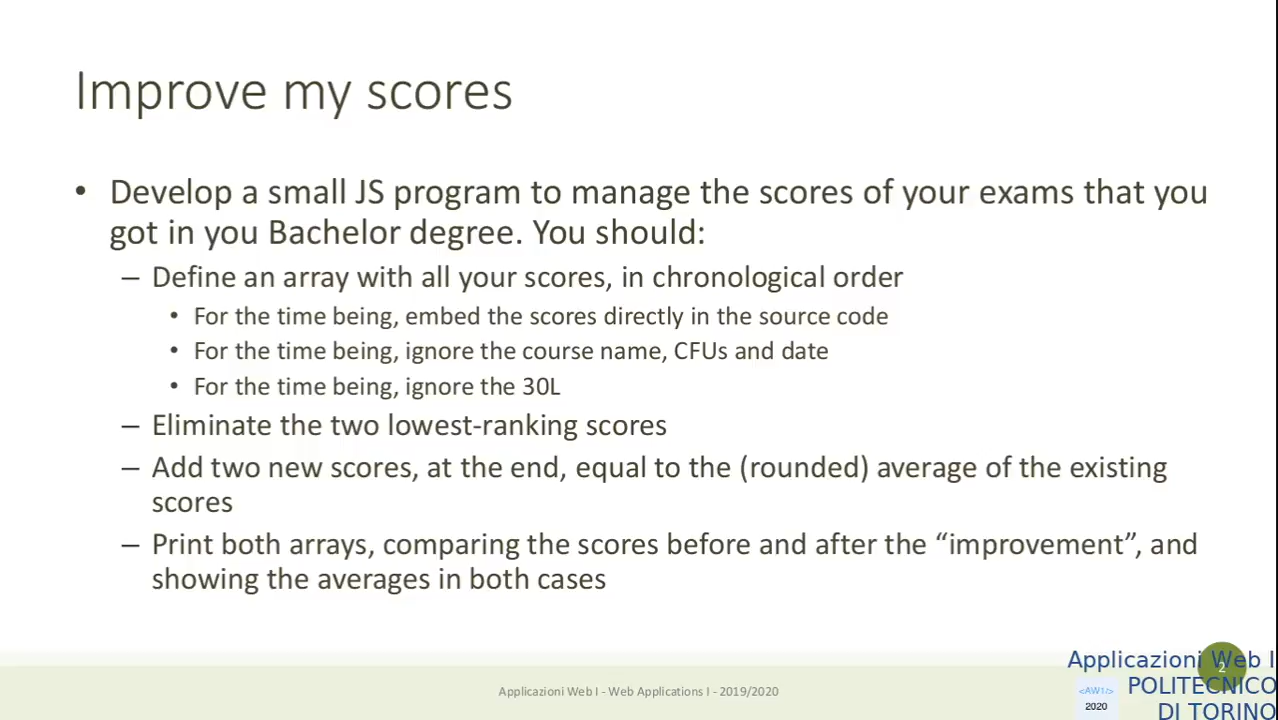 Improve my scores
• Develop a small JS program to manage the scores of your exams that you
got in you Bachelor degree. You should:
– Define an array with all your scores, in chronological order
• For the time being, embed the scores directly in the source code
• For the time being, ignore the course name, CFUs and date
• For the time being, ignore the 30L
– Eliminate the two lowest-ranking scores
– Add two new scores, at the end, equal to the (rounded) average of the existing
scores
– Print both arrays, comparing the scores before and after the “improvement”, and
showing the averages in both cases
Applicazioni Web I - Web Applications I - 2019/2020
2
Applicazioni Web I
POLITECNICO
DI TORINO
<AW1/>
2020